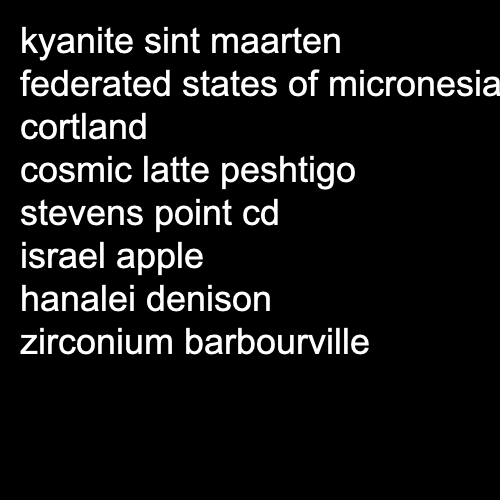 kyanite sint maarten
federated states of micronesia
cortland
cosmic latte peshtigo
stevens point cd
israel apple
hanalei denison
zirconium barbourville